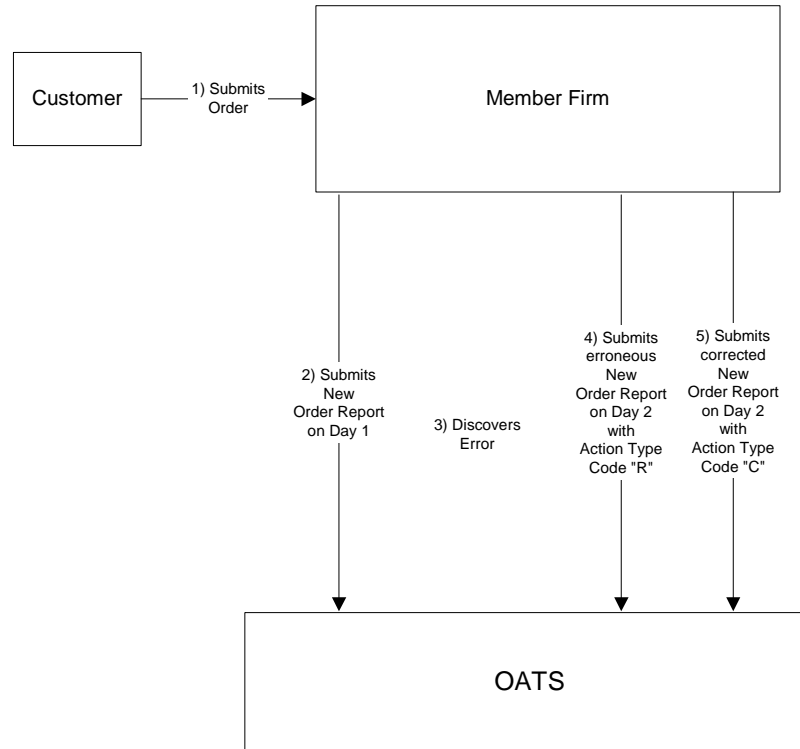 Customer
1) Submits
Order
Member Firm
2) Submits
New
Order Report
on Day 1
3) Discovers
Error
4) Submits
erroneous
New
Order Report
on Day 2
with
Action Type
Code "R"
5) Submits
corrected
New
Order Report
on Day 2
with
Action Type
Code "C"
OATS